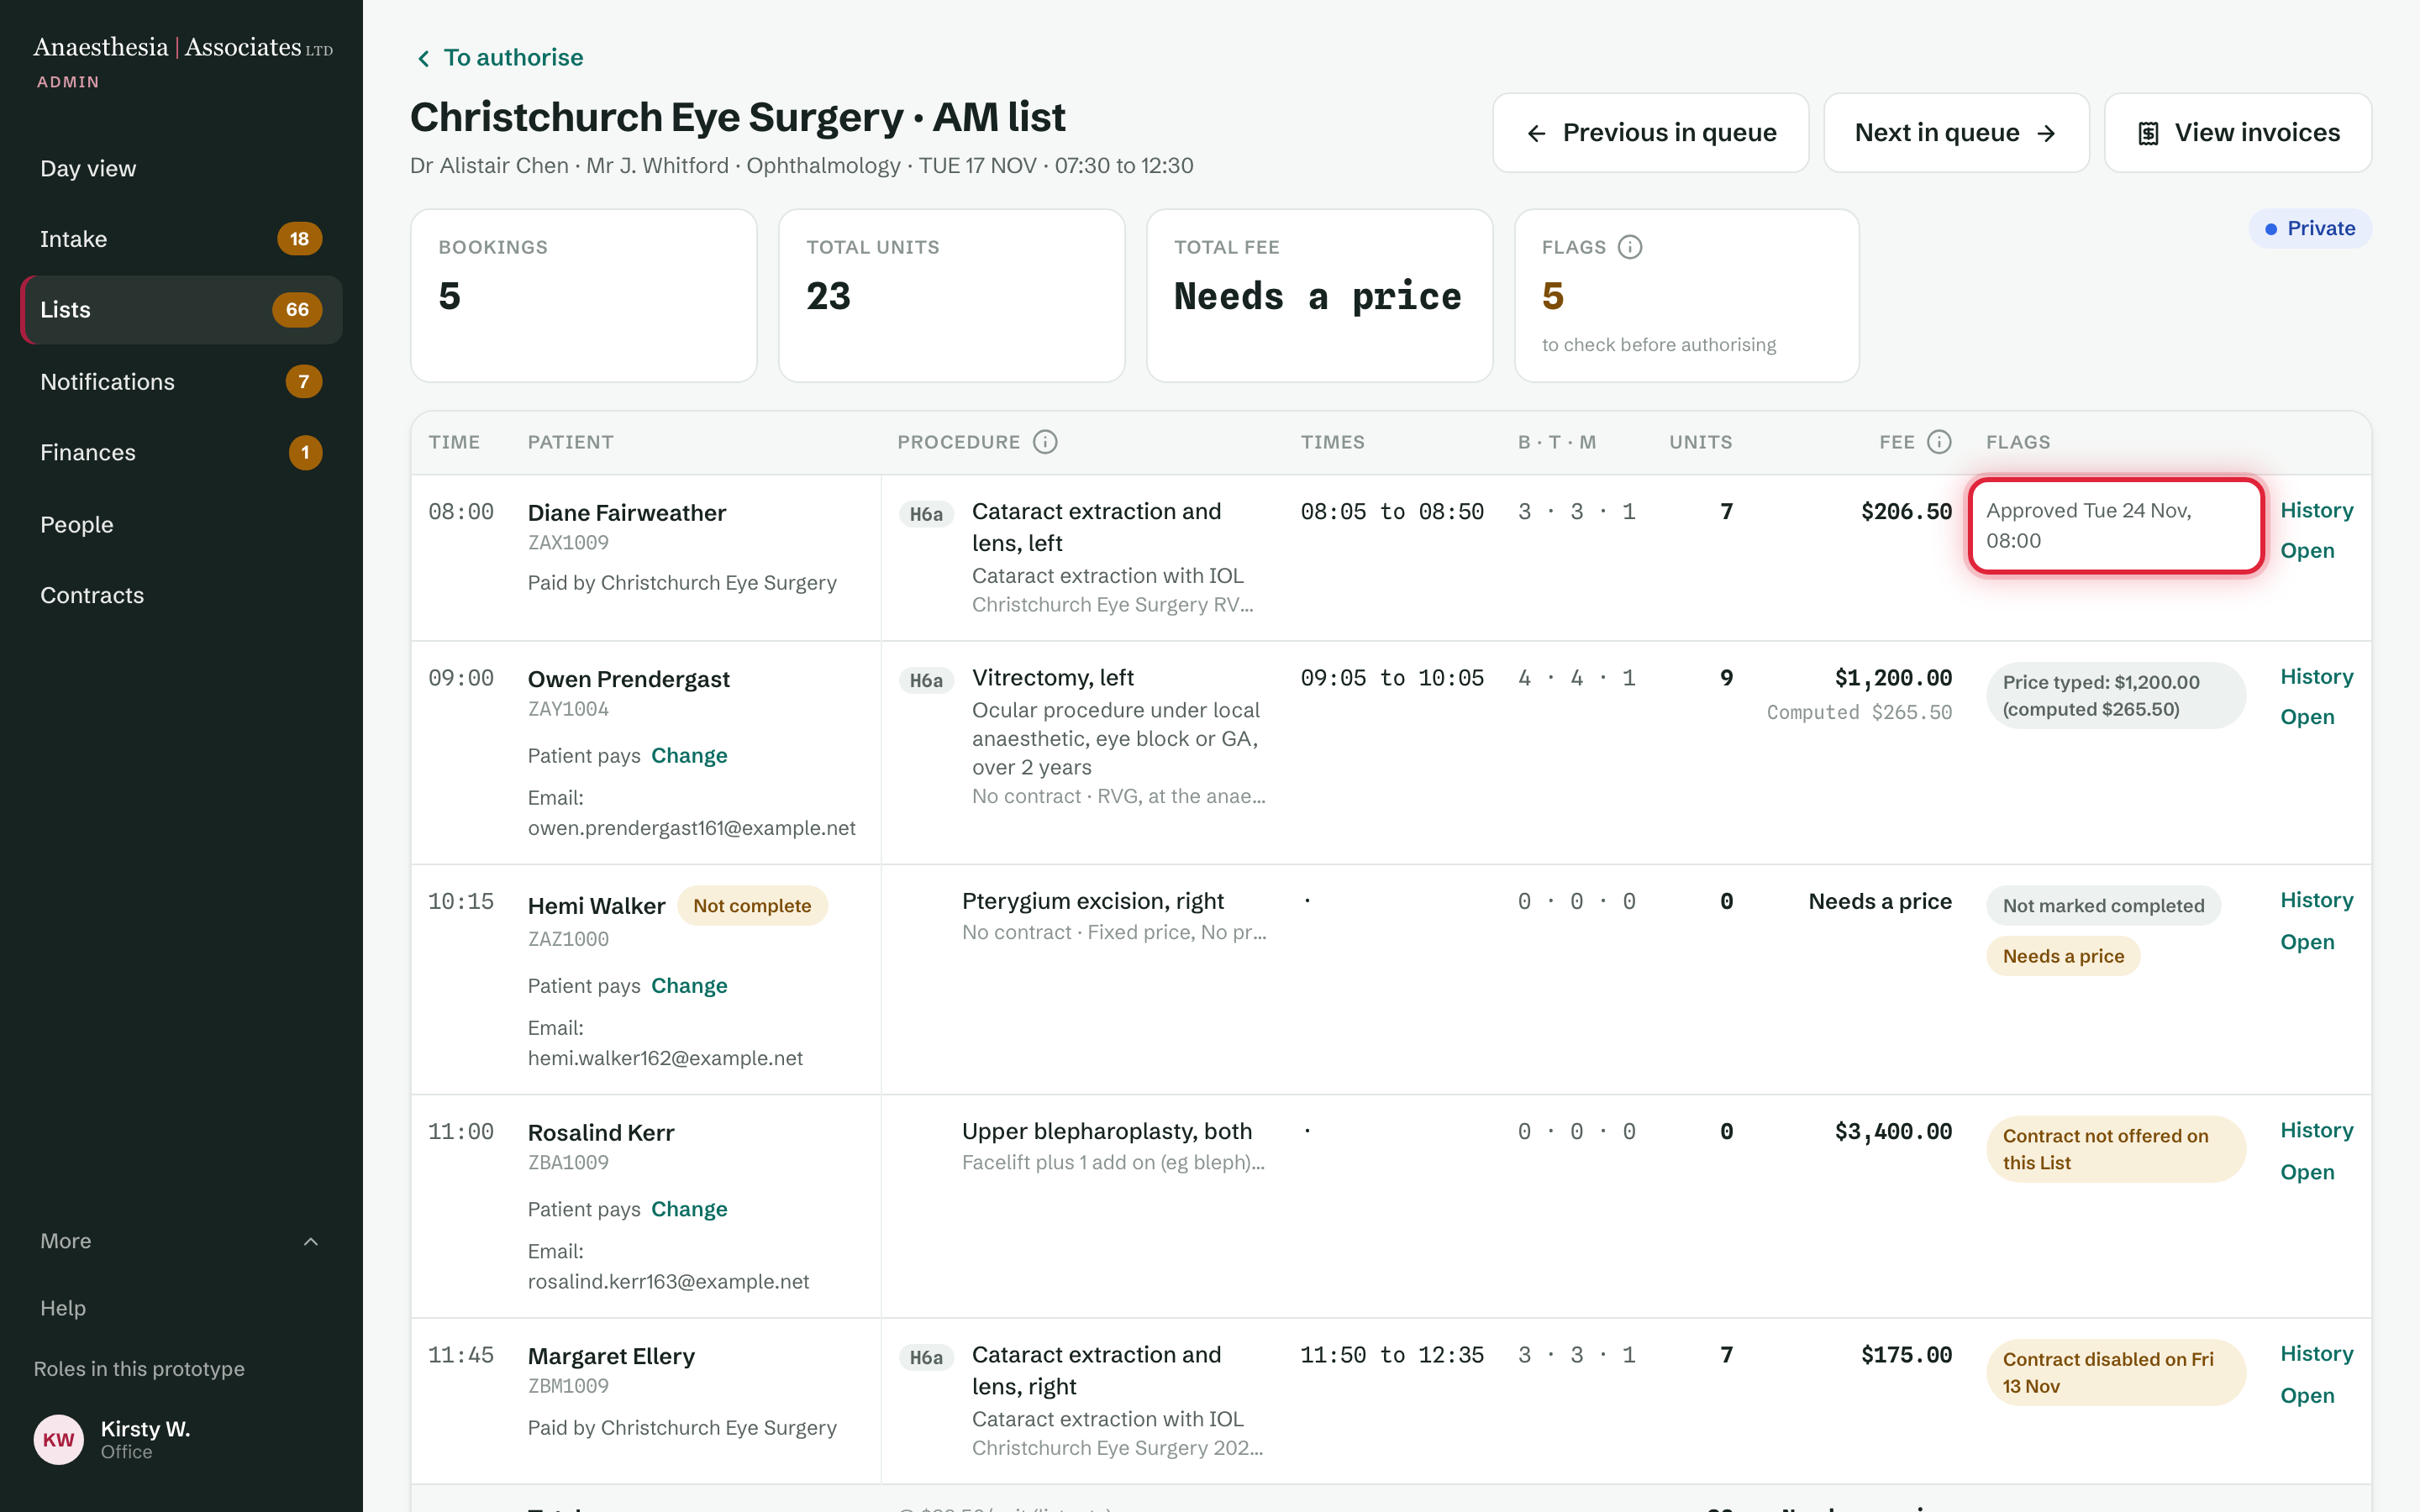 Anaesthesia | Associates LTD
ADMIN
Day view
Intake 18
Lists 66
Notifications 7
Finances 1
People
Contracts
More
Help
Roles in this prototype
KW
Kirsty W.
Office
To authorise
Christchurch Eye Surgery · AM list
Dr Alistair Chen · Mr J. Whitford · Ophthalmology · TUE 17 NOV · 07:30 to 12:30
← Previous in queue
Next in queue →
View invoices
BOOKINGS
5
TOTAL UNITS
23
TOTAL FEE
Needs a price
FLAGS
5
to check before authorising
Private
TIME PATIENT PROCEDURE TIMES B · T · M UNITS FEE FLAGS
08:00
Diane Fairweather
ZAX1009
Paid by Christchurch Eye Surgery
H6a
Cataract extraction and
lens, left
Cataract extraction with IOL
Christchurch Eye Surgery RV...
08:05 to 08:50
3 · 3 · 1
7
$206.50
Approved Tue 24 Nov,
08:00
History
Open
09:00
Owen Prendergast
ZAY1004
Patient pays Change
Email:
owen.prendergast161@example.net
H6a
Vitrectomy, left
Ocular procedure under local
anaesthetic, eye block or GA,
over 2 years
No contract · RVG, at the anae...
09:05 to 10:05
4 · 4 · 1
9
$1,200.00
Computed $265.50
Price typed: $1,200.00
(computed $265.50)
History
Open
10:15
Hemi Walker Not complete
ZAZ1000
Patient pays Change
Email:
hemi.walker162@example.net
Pterygium excision, right
No contract · Fixed price, No pr...
·
0 · 0 · 0
0
Needs a price
Not marked completed
Needs a price
History
Open
11:00
Rosalind Kerr
ZBA1009
Patient pays Change
Email:
rosalind.kerr163@example.net
Upper blepharoplasty, both
Facelift plus 1 add on (eg bleph)...
·
0 · 0 · 0
0
$3,400.00
Contract not offered on
this List
History
Open
11:45
Margaret Ellery
ZBM1009
Paid by Christchurch Eye Surgery
H6a
Cataract extraction and
lens, right
Cataract extraction with IOL
Christchurch Eye Surgery 202...
11:50 to 12:35
3 · 3 · 1
7
$175.00
Contract disabled on Fri
13 Nov
History
Open